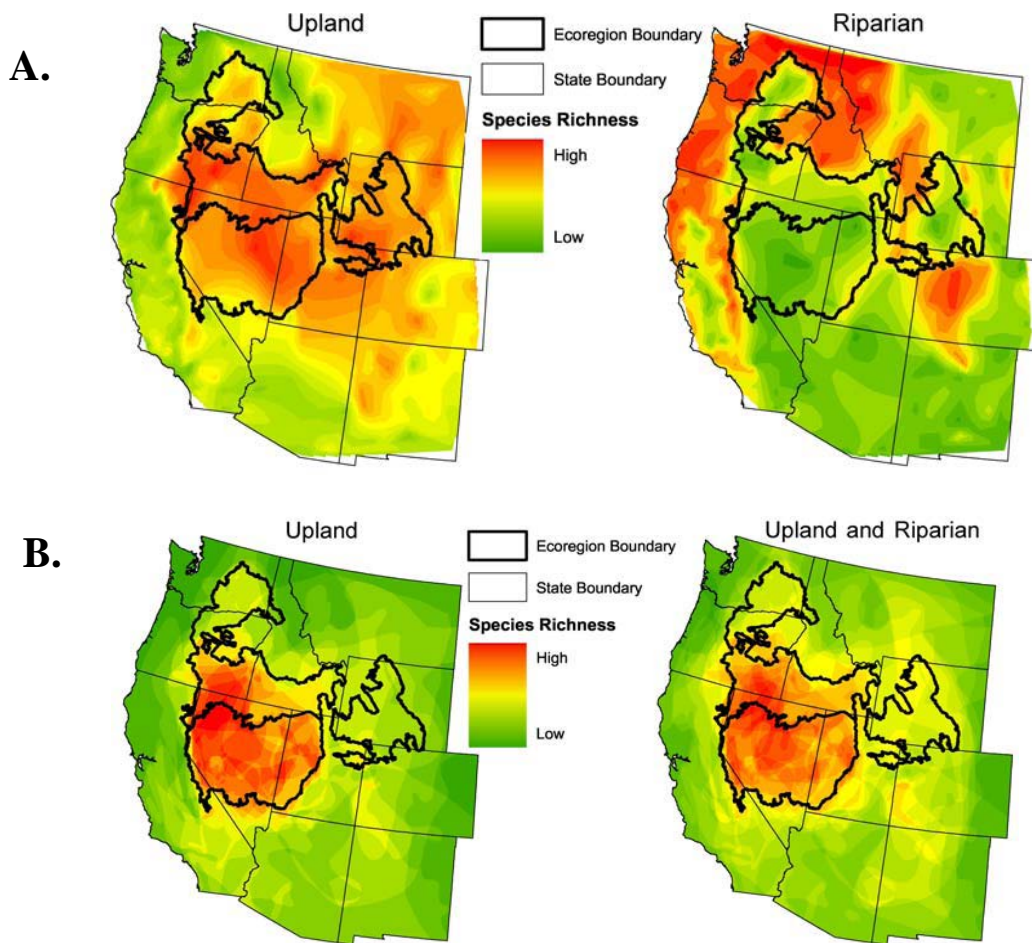 A.
Upland
Ecoregion Boundary
State Boundary
Species Richness
High
Low
Riparian
B.
Upland
Ecoregion Boundary
State Boundary
Species Richness
High
Low
Upland and Riparian